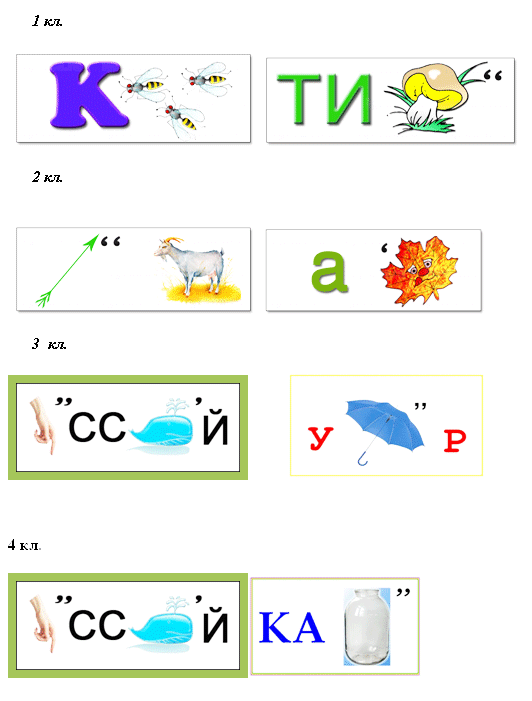 1 кл.
К ТИ “
2 кл.
“ а ‘
3 кл.
”СС ’Й У ” Р
4 кл.
”СС ’Й КА ”